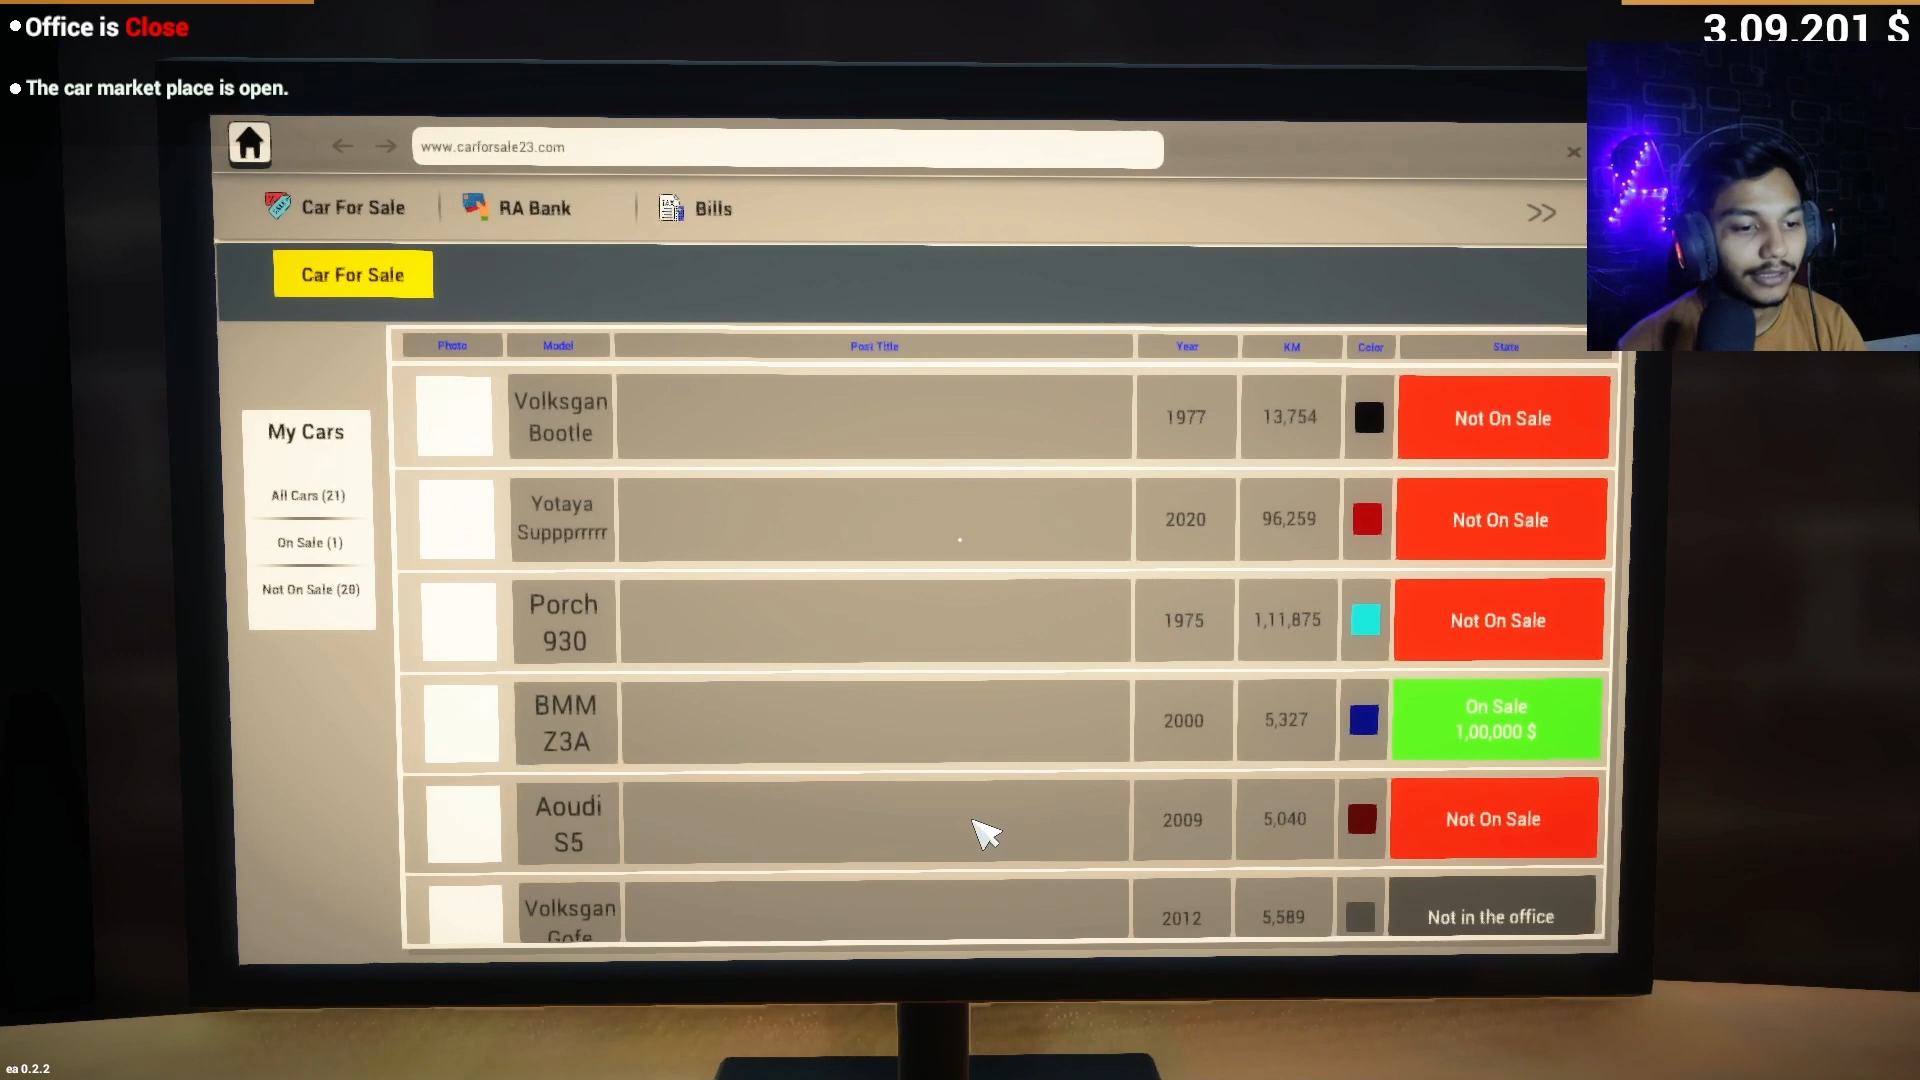 Office is Close
3,09,201 $
The car market place is open.
www.carforsale23.com
Car For Sale
RA Bank
Bills
>>
Car For Sale
Photo Model Post Title Year KM Color State
Volksgan Bootle 1977 13,754 Not On Sale
Yotaya Supprrrrrr 2020 96,259 Not On Sale
Porch 930 1975 1,11,875 Not On Sale
BMM Z3A 2000 5,327 On Sale 1,00,000 $
Aoudi S5 2009 5,040 Not On Sale
Volksgan Gofe 2012 5,589 Not in the office
My Cars
All Cars (21)
On Sale (1)
Not On Sale (20)
ea 0.2.2